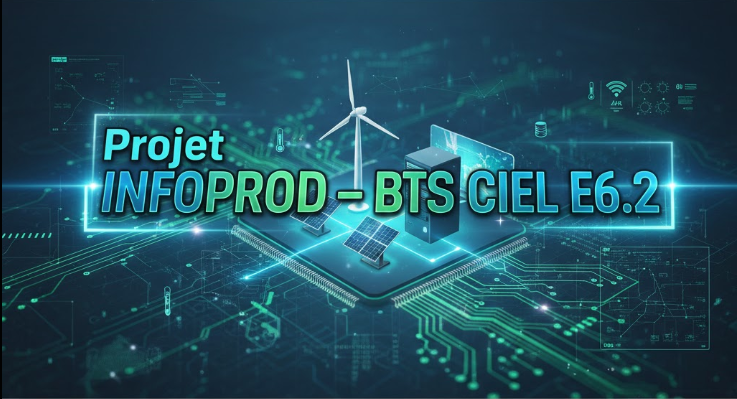 Projet
INFOPROD – BTS CIEL E6.2